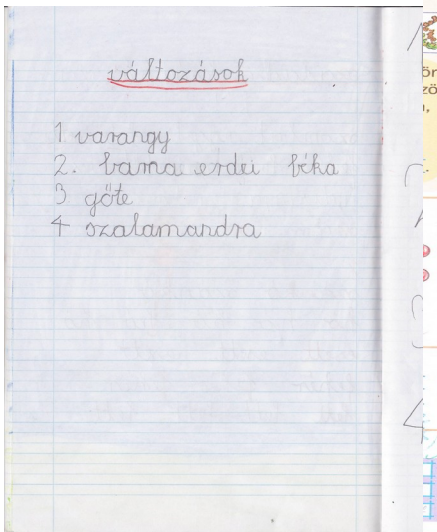 változások
1 varangy
2. barna erdei béka
3 gőte
4 szalamandra